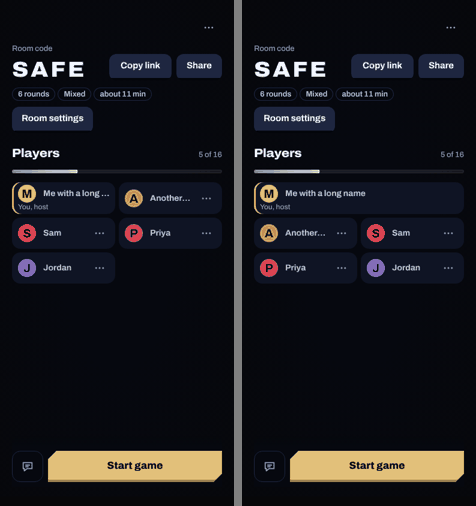 Room code
SAFE
Copy link
Share
6 rounds
Mixed
about 11 min
Room settings
Players
5 of 16
M
Me with a long ...
You, host
A
Another...
S
Sam
P
Priya
J
Jordan
Start game
Room code
SAFE
Copy link
Share
6 rounds
Mixed
about 11 min
Room settings
Players
5 of 16
M
Me with a long name
You, host
A
Another...
S
Sam
P
Priya
J
Jordan
Start game